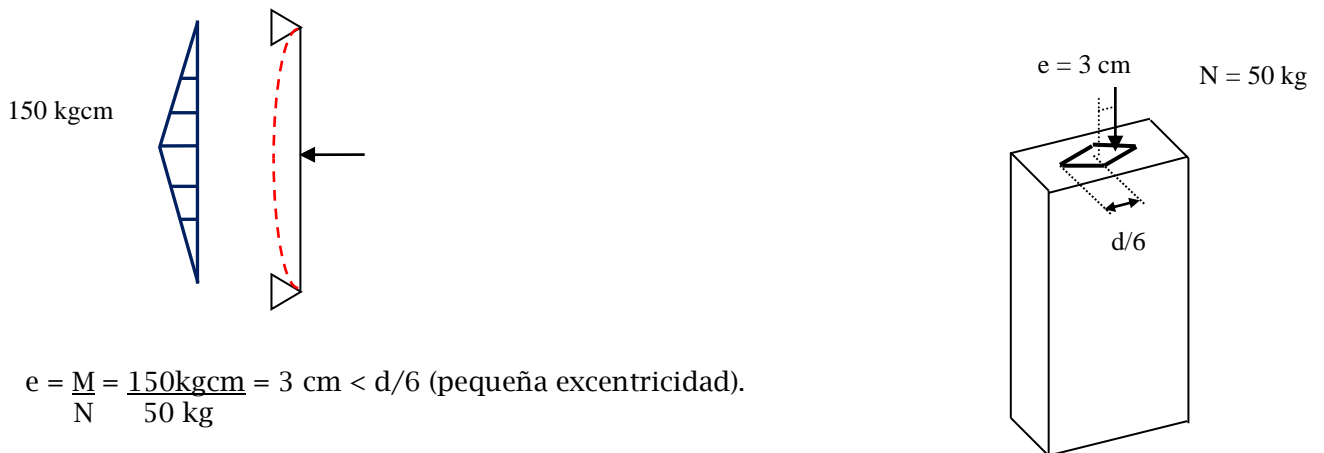 e = 3 cm
N = 50 kg
150 kgcm
d/6
e = M = 150kgcm = 3 cm < d/6 (pequeña excentricidad).
N 50 kg